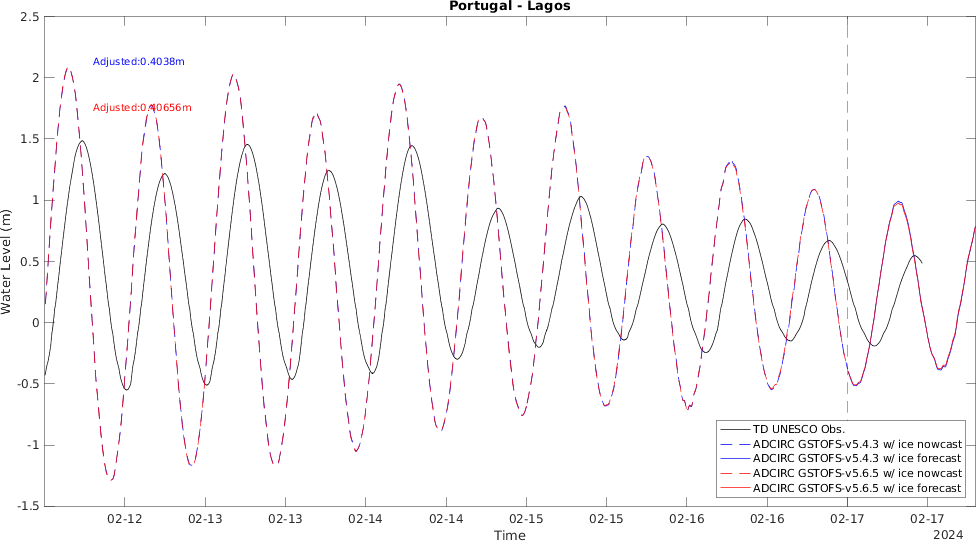 Portugal - Lagos
2.5
2
1.5
1
0.5
0
-0.5
-1
-1.5
Water Level (m)
Adjusted:0.4038m
Adjusted:0.40656m
TD UNESCO Obs.
ADCIRC GSTOFS-v5.4.3 w/ ice nowcast
ADCIRC GSTOFS-v5.4.3 w/ ice forecast
ADCIRC GSTOFS-v5.6.5 w/ ice nowcast
ADCIRC GSTOFS-v5.6.5 w/ ice forecast
02-12 02-13 02-13 02-14 02-14 02-15 02-15 02-16 02-16 02-17 02-17
Time
2024